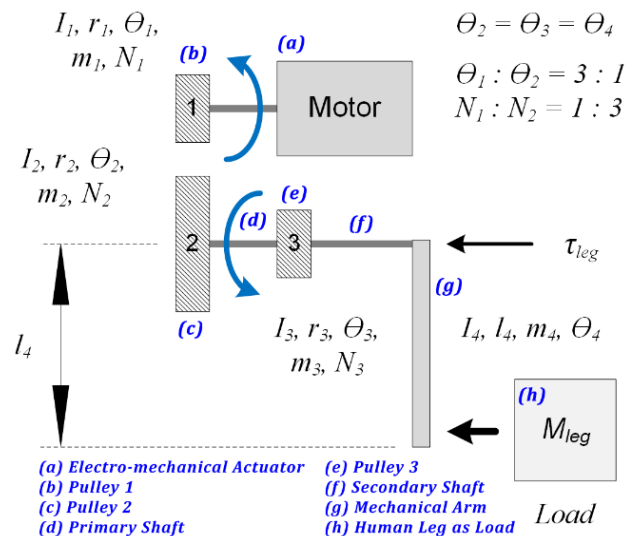 I₁, r₁, Θ₁,
m₁, N₁
(b)
(a)
1
Motor
Θ₂ = Θ₃ = Θ₄
Θ₁ : Θ₂ = 3 : 1
N₁ : N₂ = 1 : 3
I₂, r₂, Θ₂,
m₂, N₂
(e)
(d)
(f)
2
3
τ_leg
(g)
(c)
l₄
I₃, r₃, Θ₃,
m₃, N₃
I₄, l₄, m₄, Θ₄
(h)
M_leg
Load
(a) Electro-mechanical Actuator
(b) Pulley 1
(c) Pulley 2
(d) Primary Shaft
(e) Pulley 3
(f) Secondary Shaft
(g) Mechanical Arm
(h) Human Leg as Load